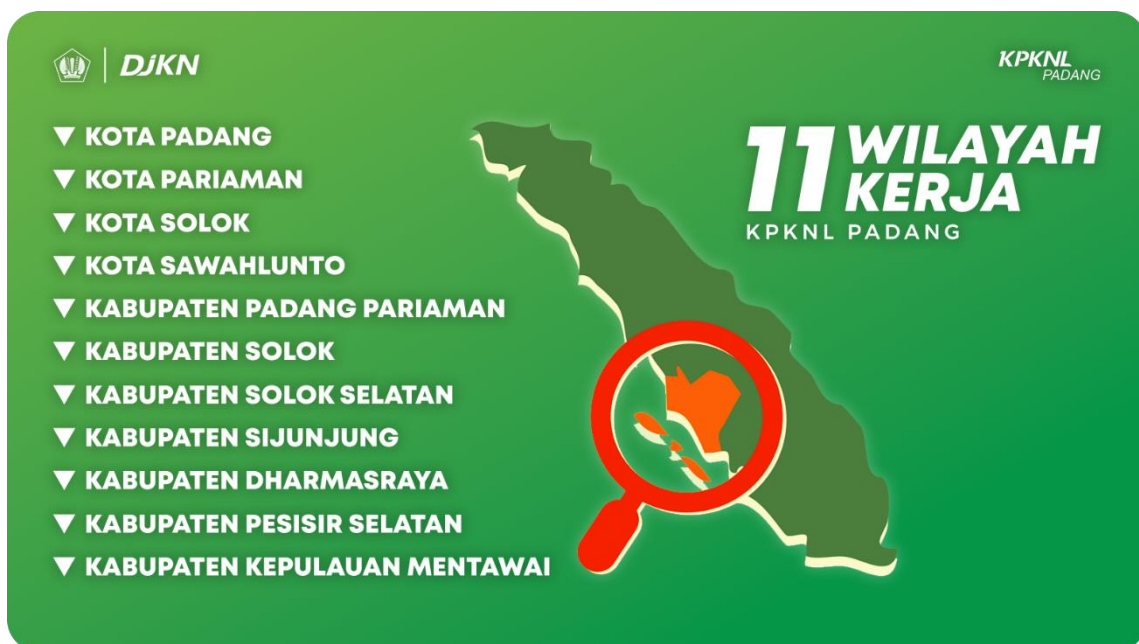 DJKN
KPKNL
PADANG
KOTA PADANG
KOTA PARIAMAN
KOTA SOLOK
KOTA SAWAHLUNTO
KABUPATEN PADANG PARIAMAN
KABUPATEN SOLOK
KABUPATEN SOLOK SELATAN
KABUPATEN SIJUNJUNG
KABUPATEN DHARMASRAYA
KABUPATEN PESISIR SELATAN
KABUPATEN KEPULAUAN MENTAWAI
11 WILAYAH
KERJA
KPKNL PADANG